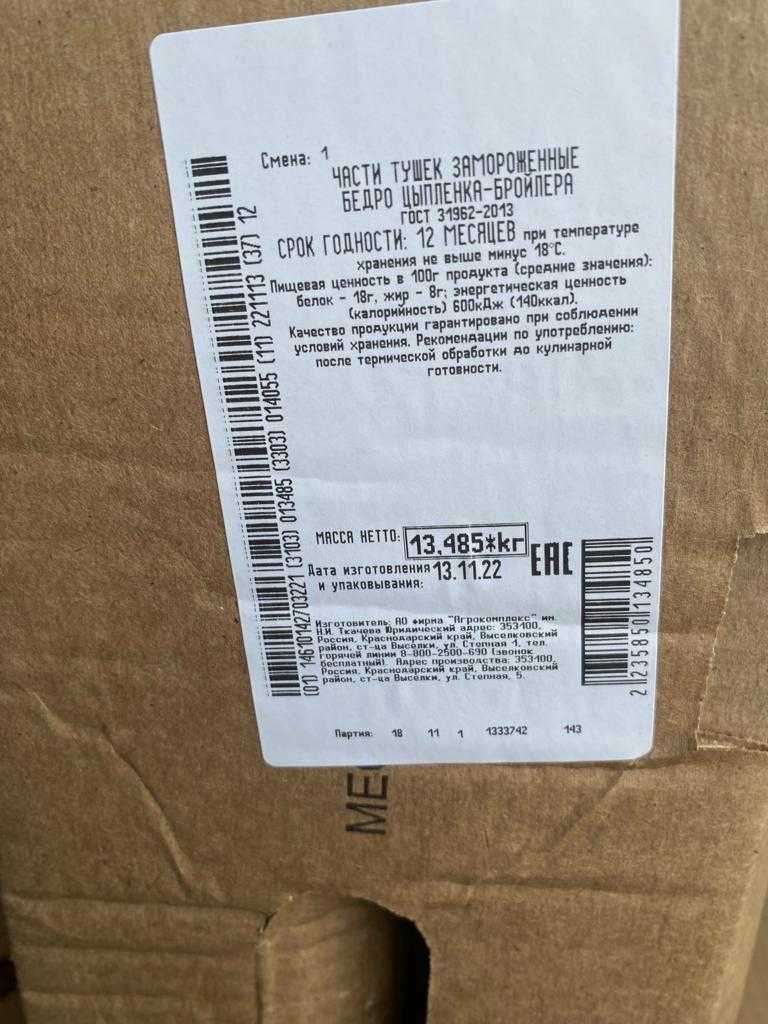 Смена: 1
ЧАСТИ ТУШЕК ЗАМОРОЖЕННЫЕ
БЕДРО ЦЫПЛЕНКА-БРОЙЛЕРА
ГОСТ 31962-2013
СРОК ГОДНОСТИ: 12 МЕСЯЦЕВ при температуре
хранения не выше минус 18°С.
Пищевая ценность в 100г продукта (средние значения):
белок - 18г, жир - 8г; энергетическая ценность
(калорийность) 600кДж (140ккал).
Качество продукции гарантировано при соблюдении
условий хранения. Рекомендации по употреблению:
после термической обработки до кулинарной
готовности.
(01) 14610142703221 (3103) 013485 (3303) 014055 (11) 221113 (37) 12
МАССА НЕТТО: 13,485*kг
ЕАС
Дата изготовления
и упаковывания: 13.11.22
2 235850 134850
Изготовитель: АО фирма "Агрокомплекс" им.
Н.И. Ткачева Юридический адрес: 353100,
Россия, Краснодарский край, Выселковский
район, ст-ца Выселки, ул. Степная 1, тел.
горячей линии 8-800-2500-690 (звонок
бесплатный). Адрес производства: 353100,
Россия, Краснодарский край, Выселковский
район, ст-ца Выселки, ул. Степная, 5.
Партия: 18 11 1 1333742 143